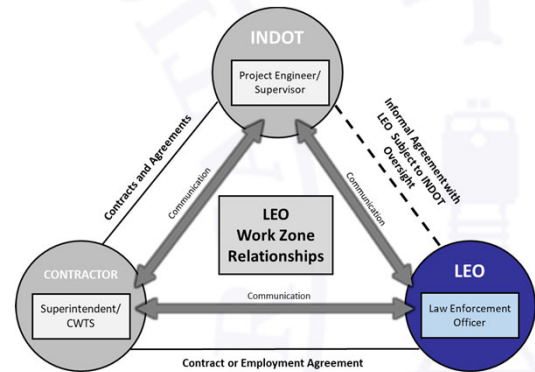 INDOT
Project Engineer/
Supervisor
Contracts and Agreements
Communication
Informal Agreement with
LEO Subject to INDOT
Oversight
Communication
LEO
Work Zone
Relationships
CONTRACTOR
Superintendent/
CWTS
Communication
LEO
Law Enforcement
Officer
Contract or Employment Agreement